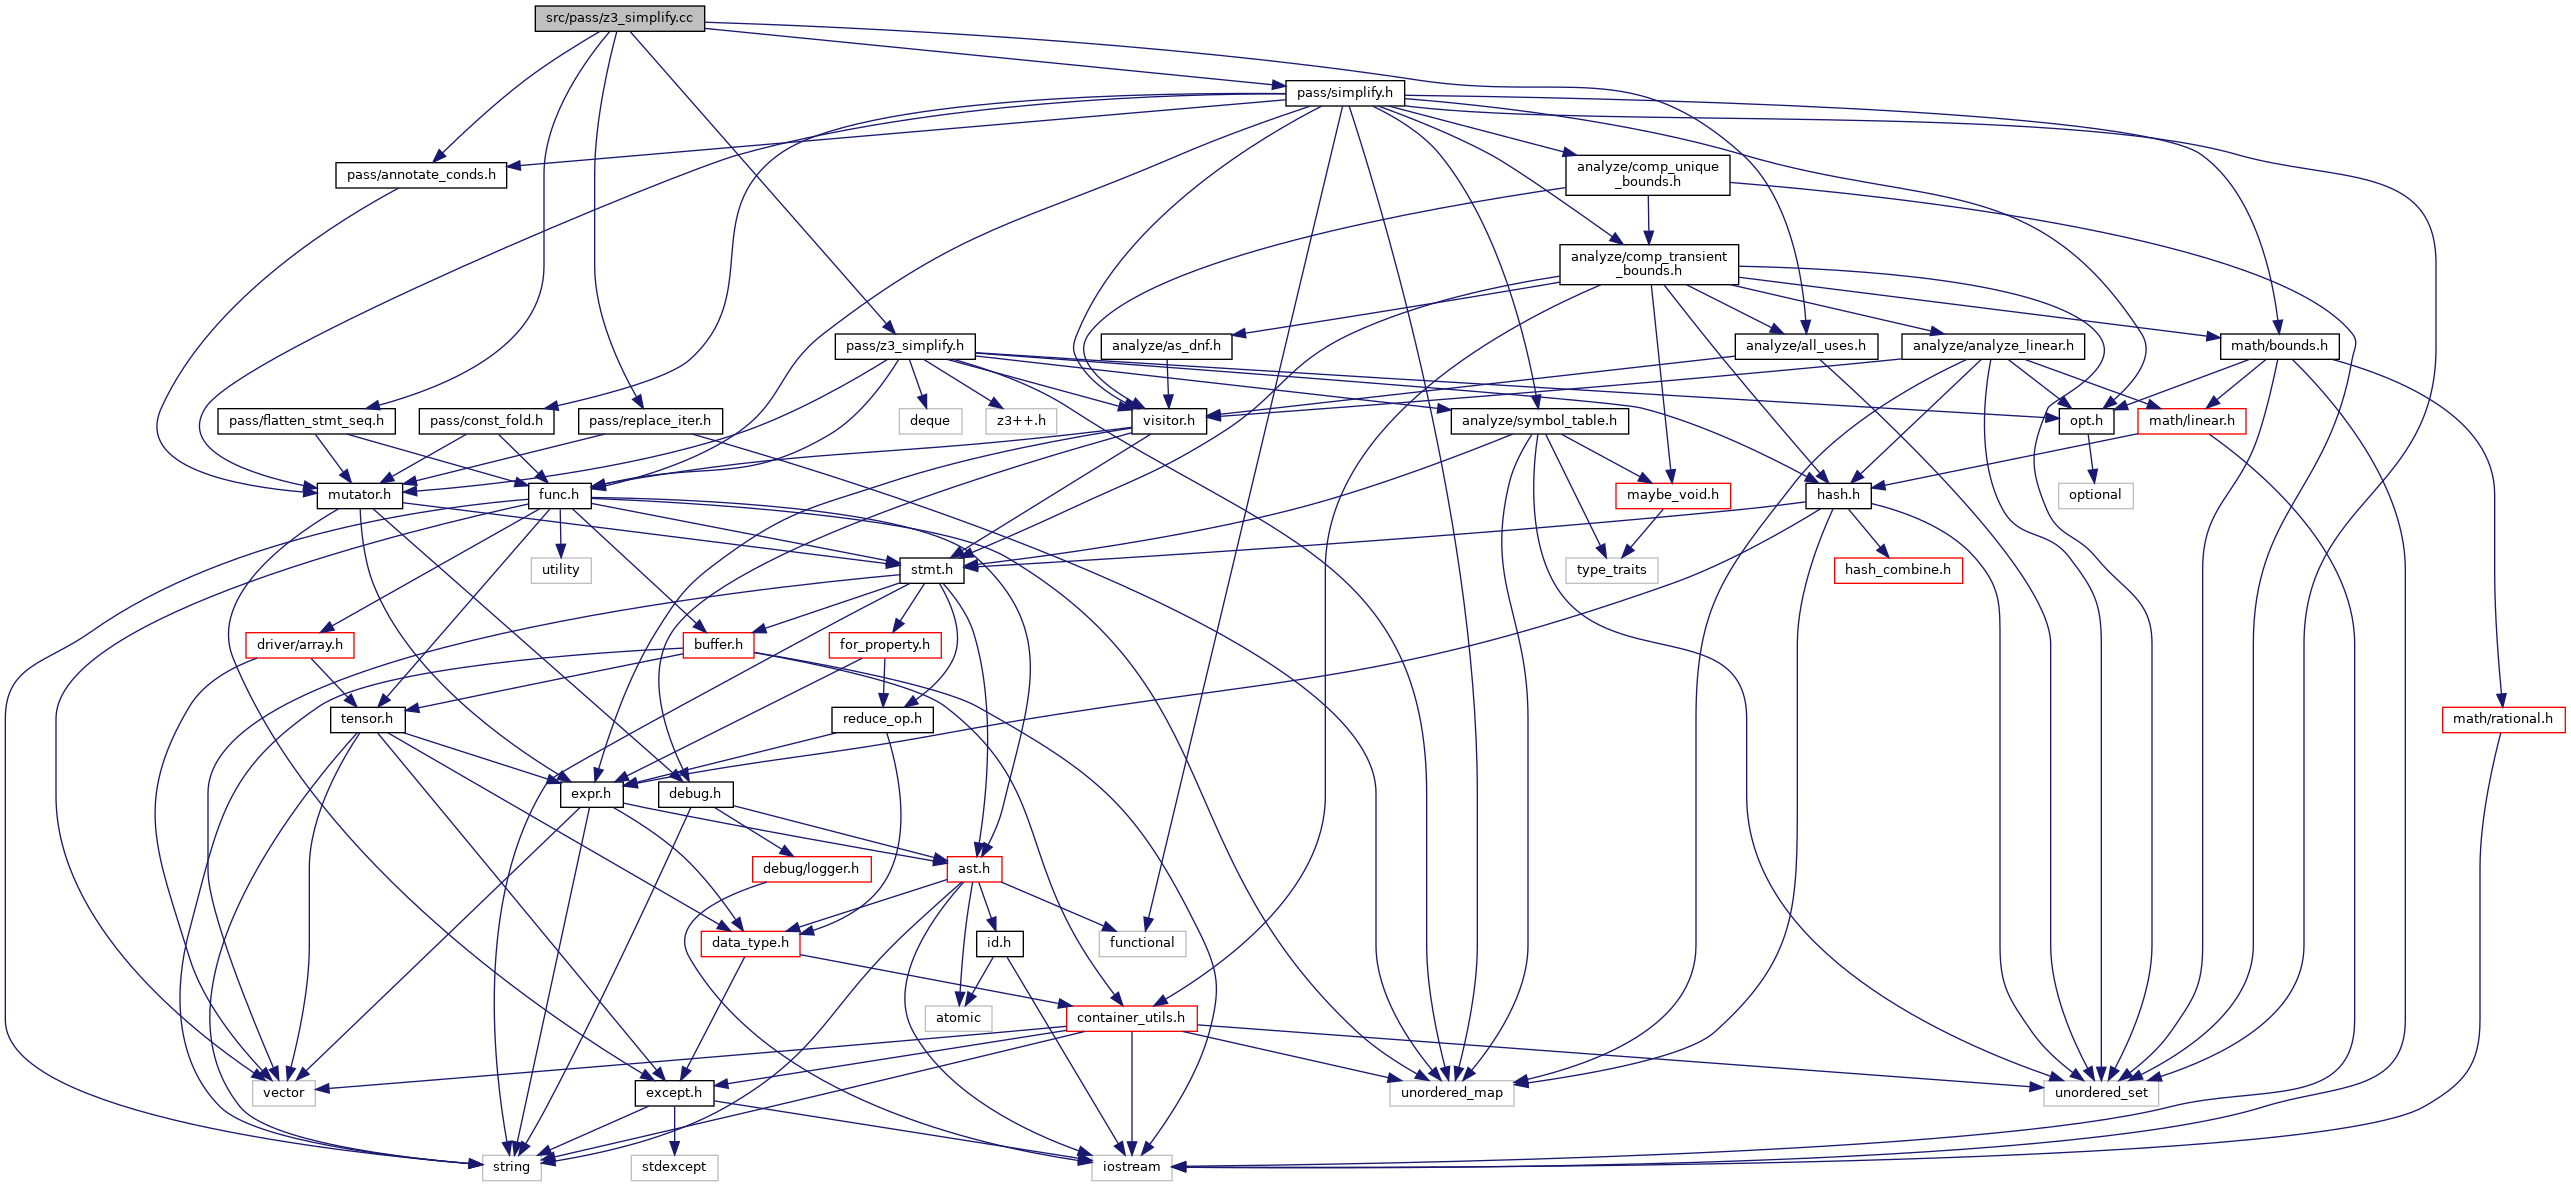 src/pass/z3_simplify.cc
pass/simplify.h
pass/annotate_conds.h
analyze/comp_unique
_bounds.h
analyze/comp_transient
_bounds.h
pass/z3_simplify.h
analyze/as_dnf.h
analyze/all_uses.h
analyze/analyze_linear.h
math/bounds.h
pass/flatten_stmt_seq.h
pass/const_fold.h
pass/replace_iter.h
deque
z3++.h
visitor.h
analyze/symbol_table.h
opt.h
math/linear.h
mutator.h
func.h
maybe_void.h
hash.h
optional
utility
stmt.h
type_traits
hash_combine.h
driver/array.h
buffer.h
for_property.h
tensor.h
reduce_op.h
math/rational.h
expr.h
debug.h
debug/logger.h
ast.h
data_type.h
id.h
functional
atomic
container_utils.h
vector
except.h
unordered_map
unordered_set
string
stdexcept
iostream